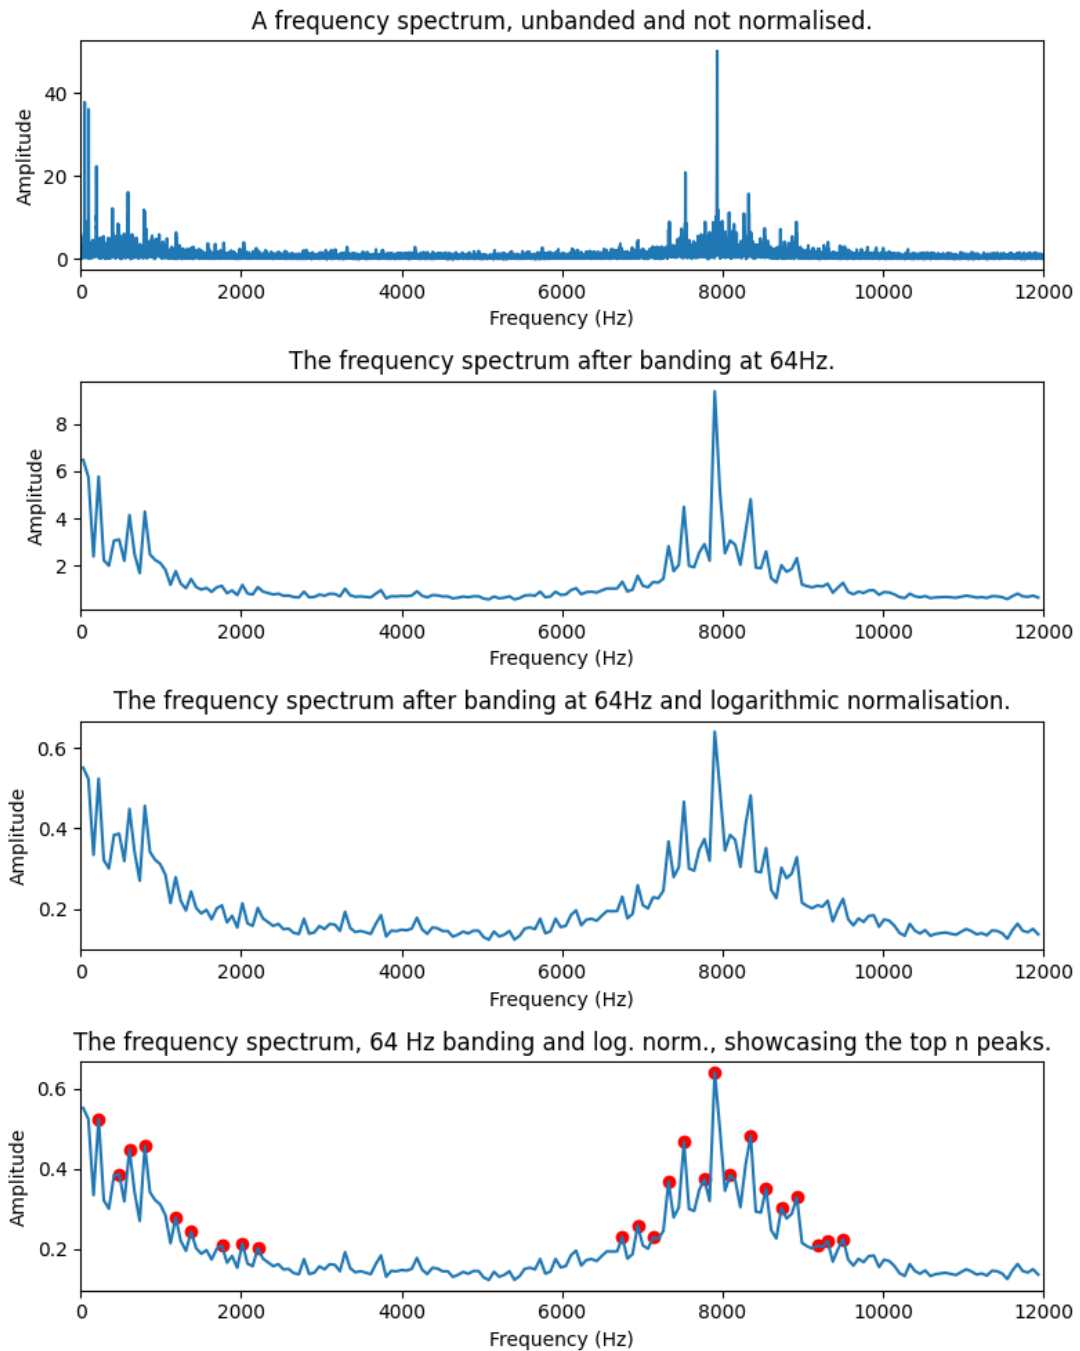 A frequency spectrum, unbanded and not normalised.
40
20
0
Amplitude
0 2000 4000 6000 8000 10000 12000
Frequency (Hz)
The frequency spectrum after banding at 64Hz.
8
6
4
2
Amplitude
0 2000 4000 6000 8000 10000 12000
Frequency (Hz)
The frequency spectrum after banding at 64Hz and logarithmic normalisation.
0.6
0.4
0.2
Amplitude
0 2000 4000 6000 8000 10000 12000
Frequency (Hz)
The frequency spectrum, 64 Hz banding and log. norm., showcasing the top n peaks.
0.6
0.4
0.2
Amplitude
0 2000 4000 6000 8000 10000 12000
Frequency (Hz)